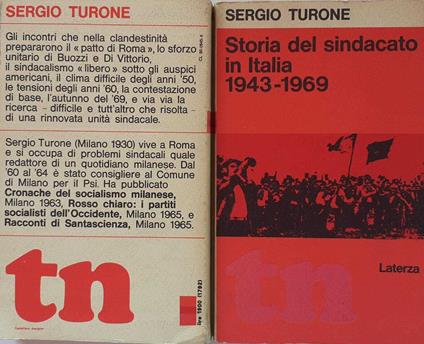 SERGIO TURONE
Gli incontri che nella clandestinità
prepararono il «patto di Roma», lo sforzo
unitario di Buozzi e Di Vittorio,
il sindacalismo «libero» sotto gli auspici
americani, il clima difficile degli anni '50,
le tensioni degli anni '60, la contestazione
di base, l'autunno del '69, e via via la
ricerca – difficile e tutt'altro che risolta –
di una rinnovata unità sindacale.
Sergio Turone (Milano 1930) vive a Roma
e si occupa di problemi sindacali quale
redattore di un quotidiano milanese. Dal
'60 al '64 è stato consigliere al Comune
di Milano per il Psi. Ha pubblicato
Cronache del socialismo milanese,
Milano 1963, Rosso chiaro: i partiti
socialisti dell'Occidente, Milano 1965, e
Racconti di Santascienza, Milano 1965.
tn
lire 1900 (1792)
SERGIO TURONE
Storia del sindacato
in Italia
1943-1969
Laterza
tn